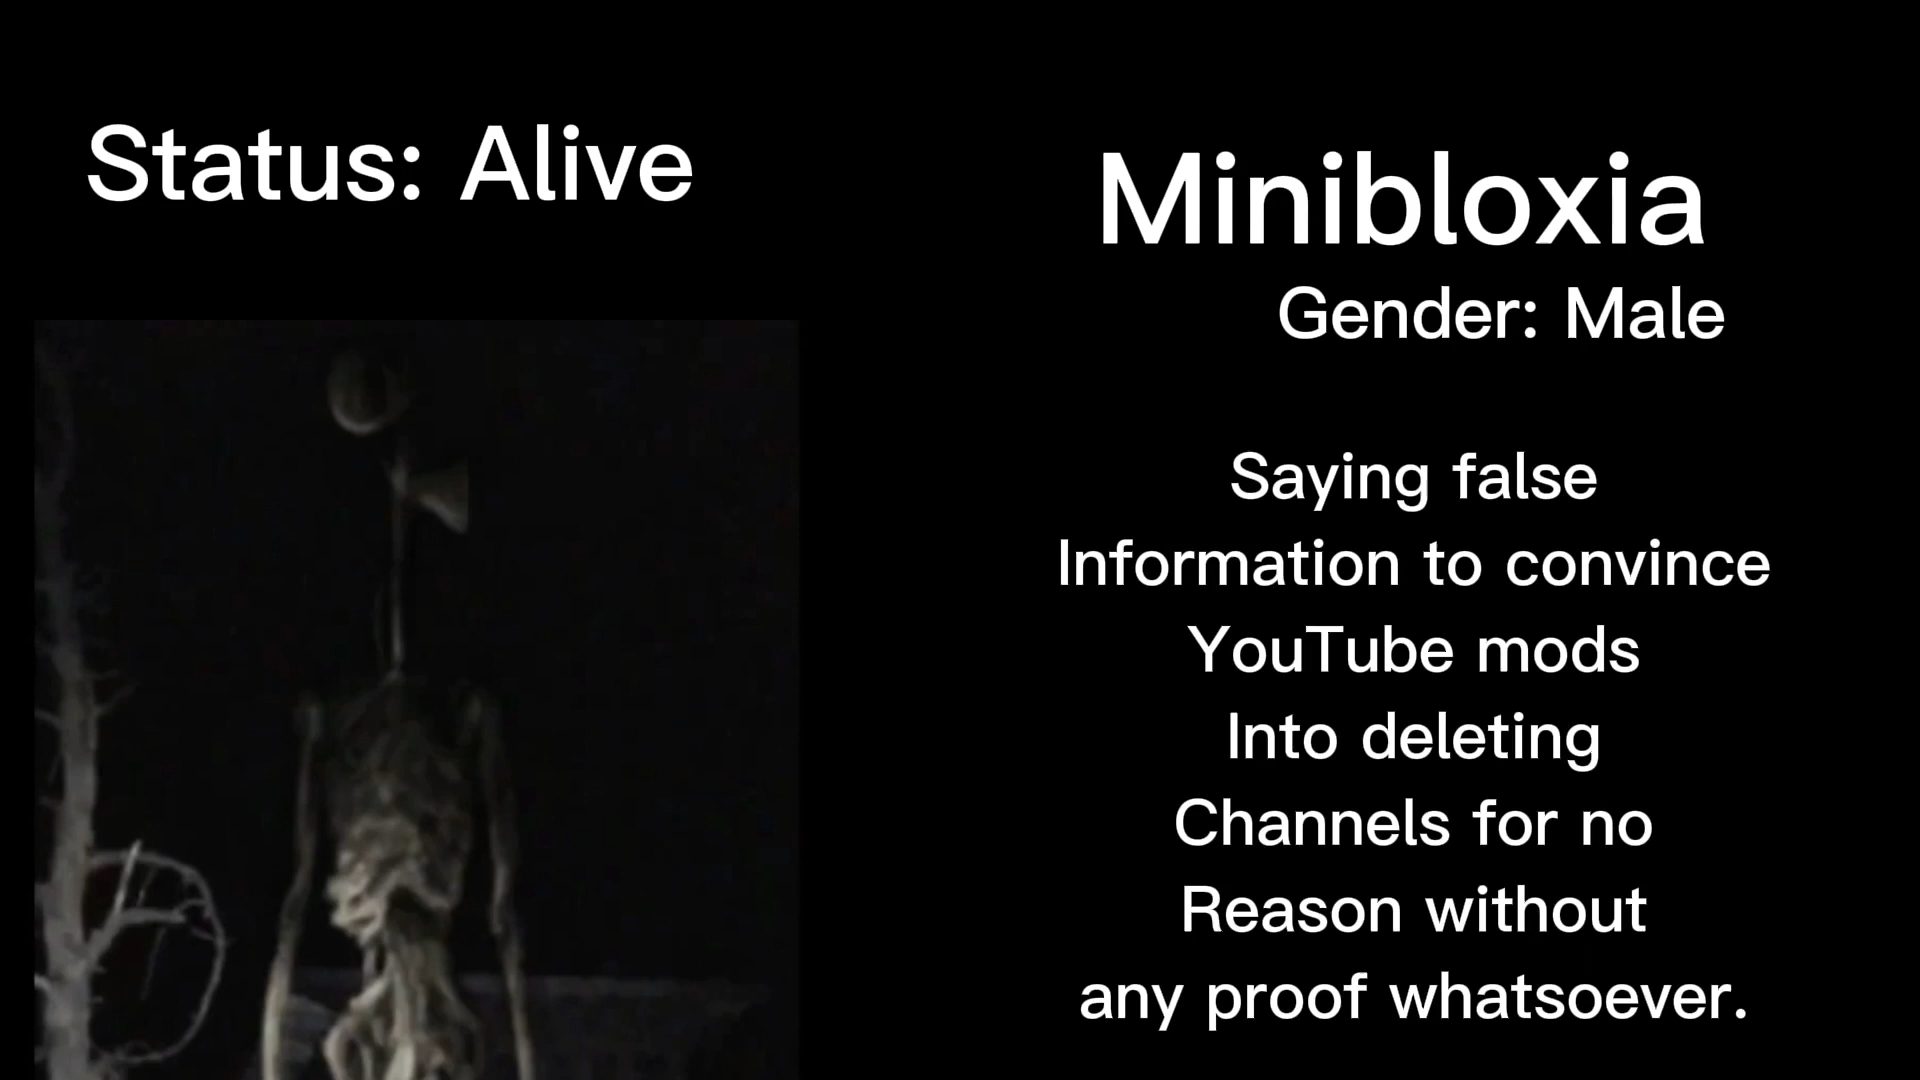 Status: Alive
Minibloxia
Gender: Male
Saying false
Information to convince
YouTube mods
Into deleting
Channels for no
Reason without
any proof whatsoever.